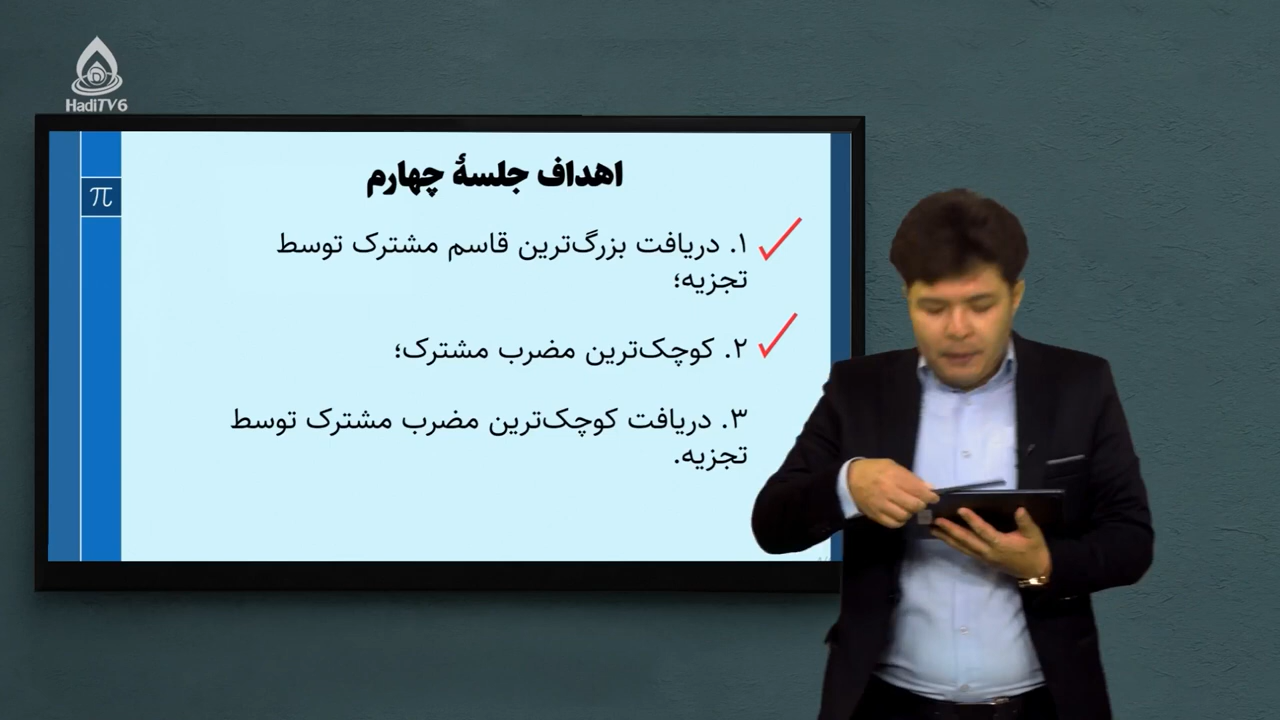 HadiTV6
π
اهداف جلسهٔ چهارم
۱. دریافت بزرگ‌ترین قاسم مشترک توسط
تجزیه؛
۲. کوچک‌ترین مضرب مشترک؛
۳. دریافت کوچک‌ترین مضرب مشترک توسط
تجزیه.